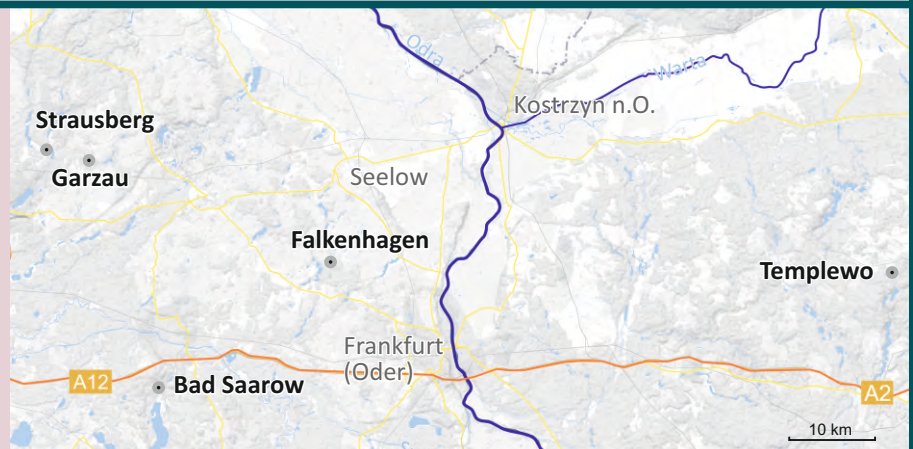 Odra
Warta
Kostrzyn n.O.
Strausberg
Garzau
Seelow
Falkenhagen
Templewo
Frankfurt
(Oder)
A12
Bad Saarow
A2
10 km